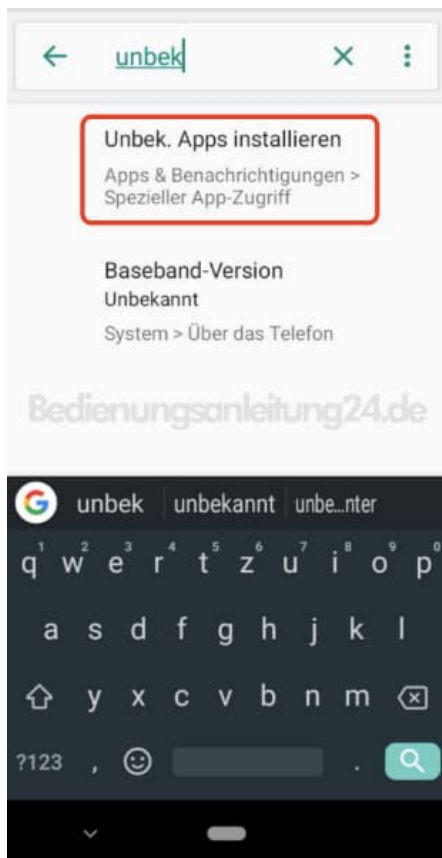 unbek
Unbek. Apps installieren
Apps & Benachrichtigungen >
Spezieller App-Zugriff
Baseband-Version
Unbekannt
System > Über das Telefon
Bedienungsanleitung24.de
G unbek unbekannt unbe...nter
1 2 3 4 5 6 7 8 9 0
q w e r t z u i o p
a s d f g h j k l
y x c v b n m
?123 , .